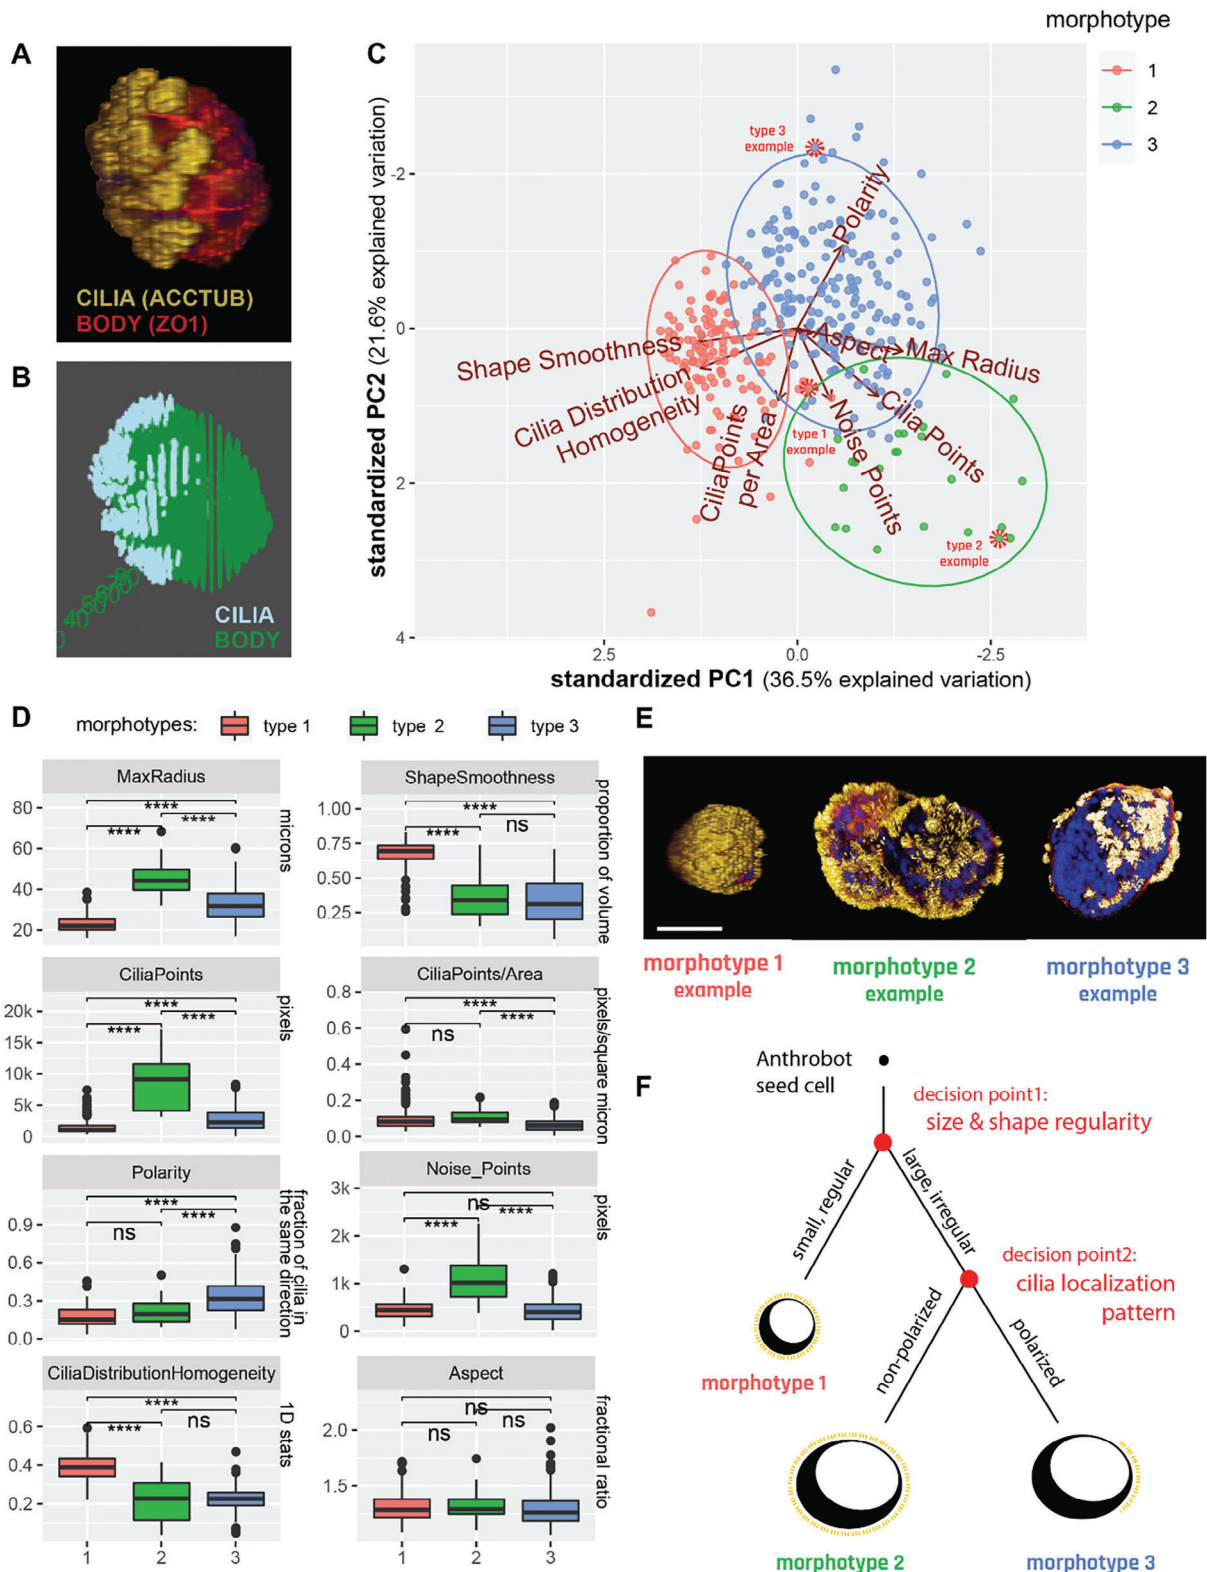 A
CILIA (ACCTUB)
BODY (ZO1)
B
CILIA
BODY
C
morphotype
1
2
3
standardized PC2 (21.6% explained variation)
-2
0
2
4
type 3
example
Polarity
Aspect
Max Radius
Shape Smoothness
Cilia Distribution
Homogeneity
CiliaPoints
per Area
type 1
example
Noise Points
Cilia Points
type 2
example
2.5
0.0
-2.5
standardized PC1 (36.5% explained variation)
D
morphotypes:
type 1
type 2
type 3
MaxRadius
80
60
40
20
****
****
****
microns
ShapeSmoothness
1.00
0.75
0.50
0.25
****
****
ns
proportion of volume
CiliaPoints
20k
15k
10k
5k
0
****
****
****
pixels
CiliaPoints/Area
0.8
0.6
0.4
0.2
0.0
****
ns
****
pixels/square micron
Polarity
0.9
0.6
0.3
0.0
****
ns
****
fraction of cilia in
the same direction
Noise_Points
3k
2k
1k
0
ns
****
****
pixels
CiliaDistributionHomogeneity
0.6
0.4
0.2
****
****
ns
1D stats
1
2
3
Aspect
2.0
1.5
ns
ns
ns
fractional ratio
1
2
3
E
morphotype 1
example
morphotype 2
example
morphotype 3
example
F
Anthrobot
seed cell
decision point1:
size & shape regularity
small, regular
large, irregular
decision point2:
cilia localization
pattern
non-polarized
polarized
morphotype 1
morphotype 2
morphotype 3